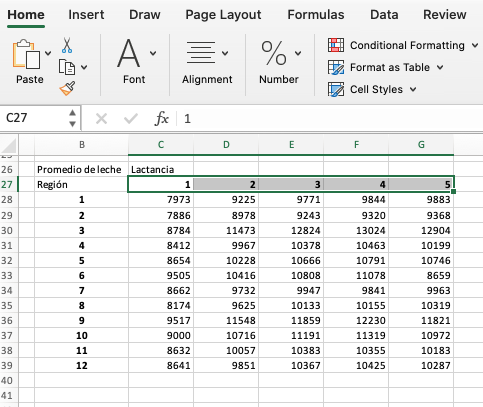 Home Insert Draw Page Layout Formulas Data Review
Conditional Formatting
Format as Table
Cell Styles
Paste Font Alignment Number
C27 fx 1
B C D E F G
26 Promedio de leche Lactancia
27 Región 1 2 3 4 5
28 1 7973 9225 9771 9844 9883
29 2 7886 8978 9243 9320 9368
30 3 8784 11473 12824 13024 12904
31 4 8412 9967 10378 10463 10199
32 5 8654 10228 10666 10791 10746
33 6 9505 10416 10808 11078 8659
34 7 8662 9732 9947 9841 9963
35 8 8174 9625 10133 10155 10319
36 9 9517 11548 11859 12230 11821
37 10 9000 10716 11191 11319 10972
38 11 8632 10057 10383 10355 10183
39 12 8641 9851 10367 10425 10287
40
41